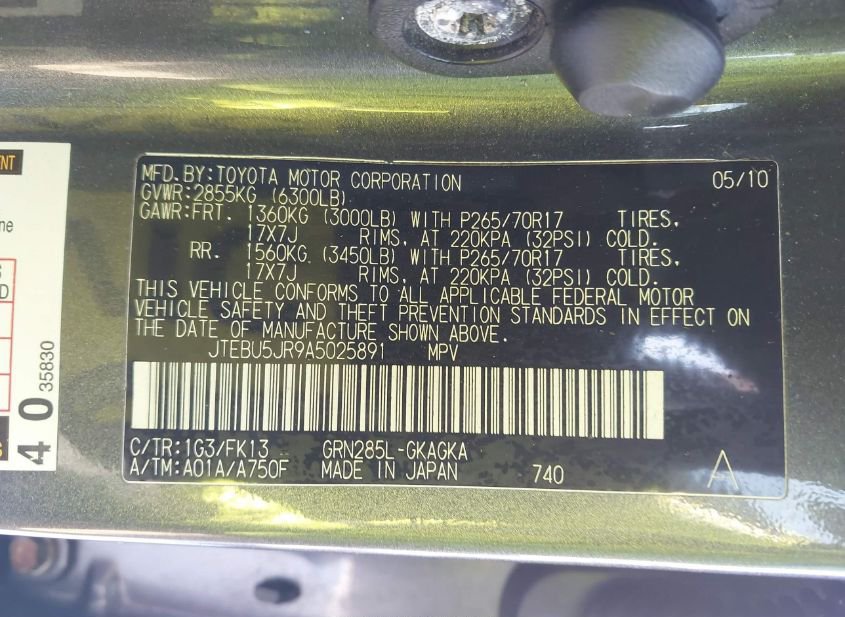 MFD. BY: TOYOTA MOTOR CORPORATION 05/10
GVWR: 2855KG (6300LB)
GAWR: FRT. 1360KG (3000LB) WITH P265/70R17 TIRES,
17X7J RIMS, AT 220KPA (32PSI) COLD.
RR. 1560KG (3450LB) WITH P265/70R17 TIRES,
17X7J RIMS, AT 220KPA (32PSI) COLD.
THIS VEHICLE CONFORMS TO ALL APPLICABLE FEDERAL MOTOR
VEHICLE SAFETY AND THEFT PREVENTION STANDARDS IN EFFECT ON
THE DATE OF MANUFACTURE SHOWN ABOVE.
JTEBU5JR9A5025891 MPV
C/TR: 1G3/FK13 GRN285L-GKAGKA
A/TM: A01A/A750F MADE IN JAPAN 740 A
40 35830